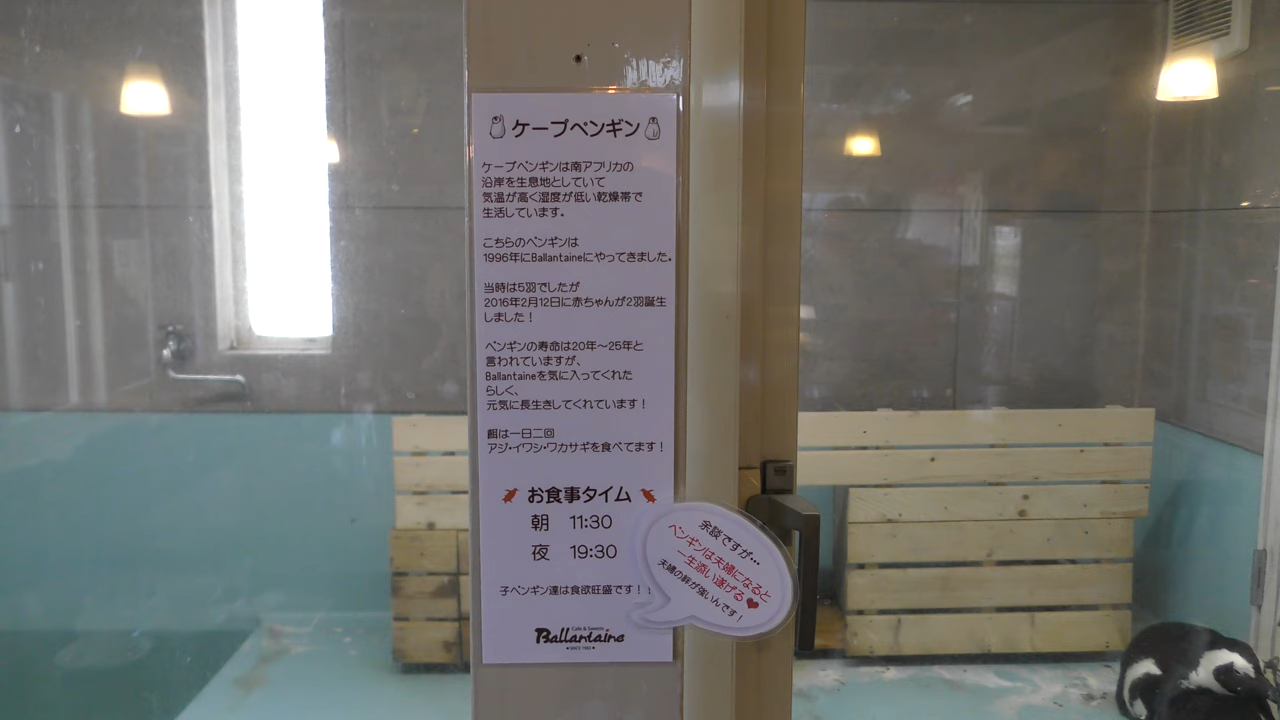 ケープペンギン
ケープペンギンは南アフリカの
沿岸を生息地としていて
気温が高く湿度が低い乾燥帯で
生活しています。
こちらのペンギンは
1996年にBallantaineにやってきました。
当時は5羽でしたが
2016年2月12日に赤ちゃんが2羽誕生
しました！
ペンギンの寿命は20年～25年と
言われていますが、
Ballantaineを気に入ってくれた
らしく、
元気に長生きしてくれています！
餌は一日二回
アジ・イワシ・ワカサギを食べてます！
お食事タイム
朝 11:30
夜 19:30
子ペンギン達は食欲旺盛です！
Cafe & Sweets
Ballantaine
余談ですが…
ペンギンは夫婦になると
一生添い遂げる♥
夫婦の絆が強いんです！